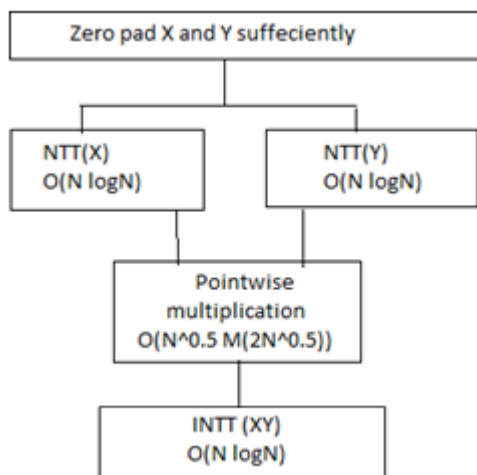 Zero pad X and Y suffeciently
NTT(X)
O(N logN)
NTT(Y)
O(N logN)
Pointwise
multiplication
O(N^0.5 M(2N^0.5))
INTT (XY)
O(N logN)